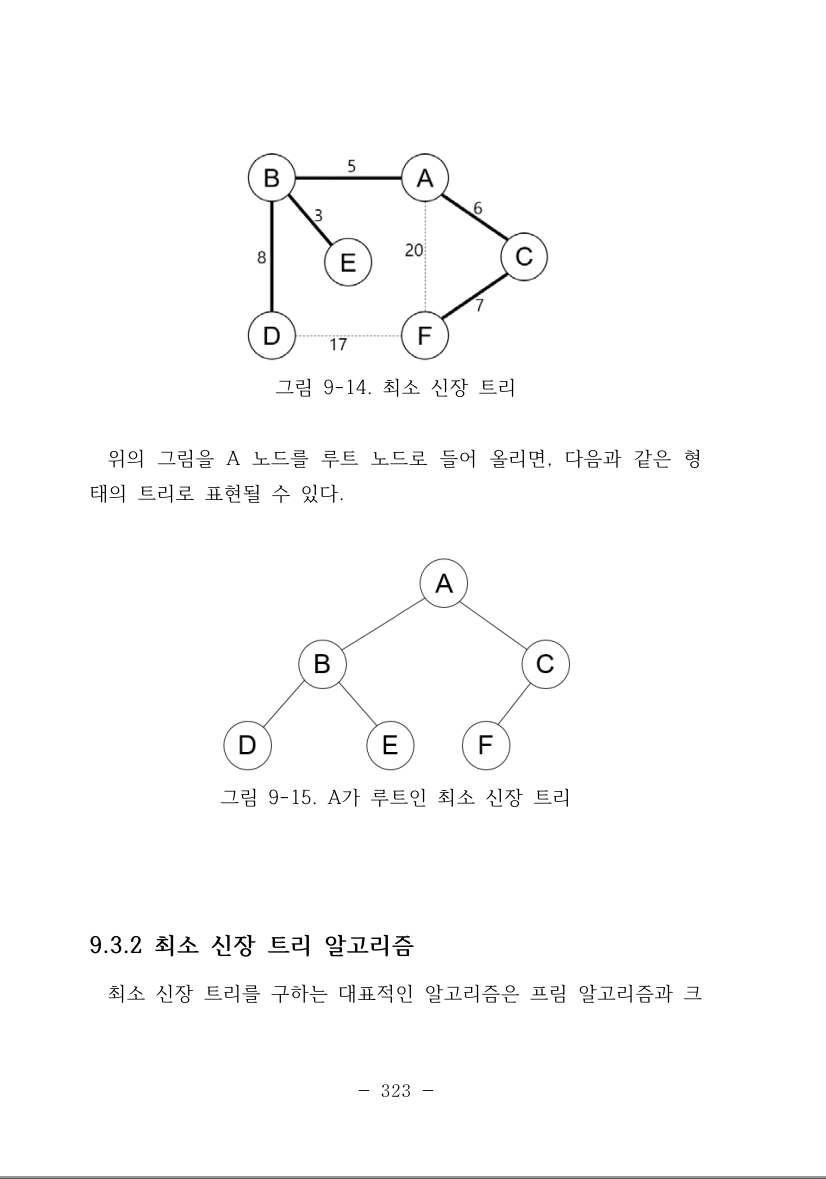 B 5 A
3 6
8 E 20 C
7
D 17 F
그림 9-14. 최소 신장 트리
위의 그림을 A 노드를 루트 노드로 들어 올리면, 다음과 같은 형
태의 트리로 표현될 수 있다.
A
B C
D E F
그림 9-15. A가 루트인 최소 신장 트리
9.3.2 최소 신장 트리 알고리즘
최소 신장 트리를 구하는 대표적인 알고리즘은 프림 알고리즘과 크
- 323 -